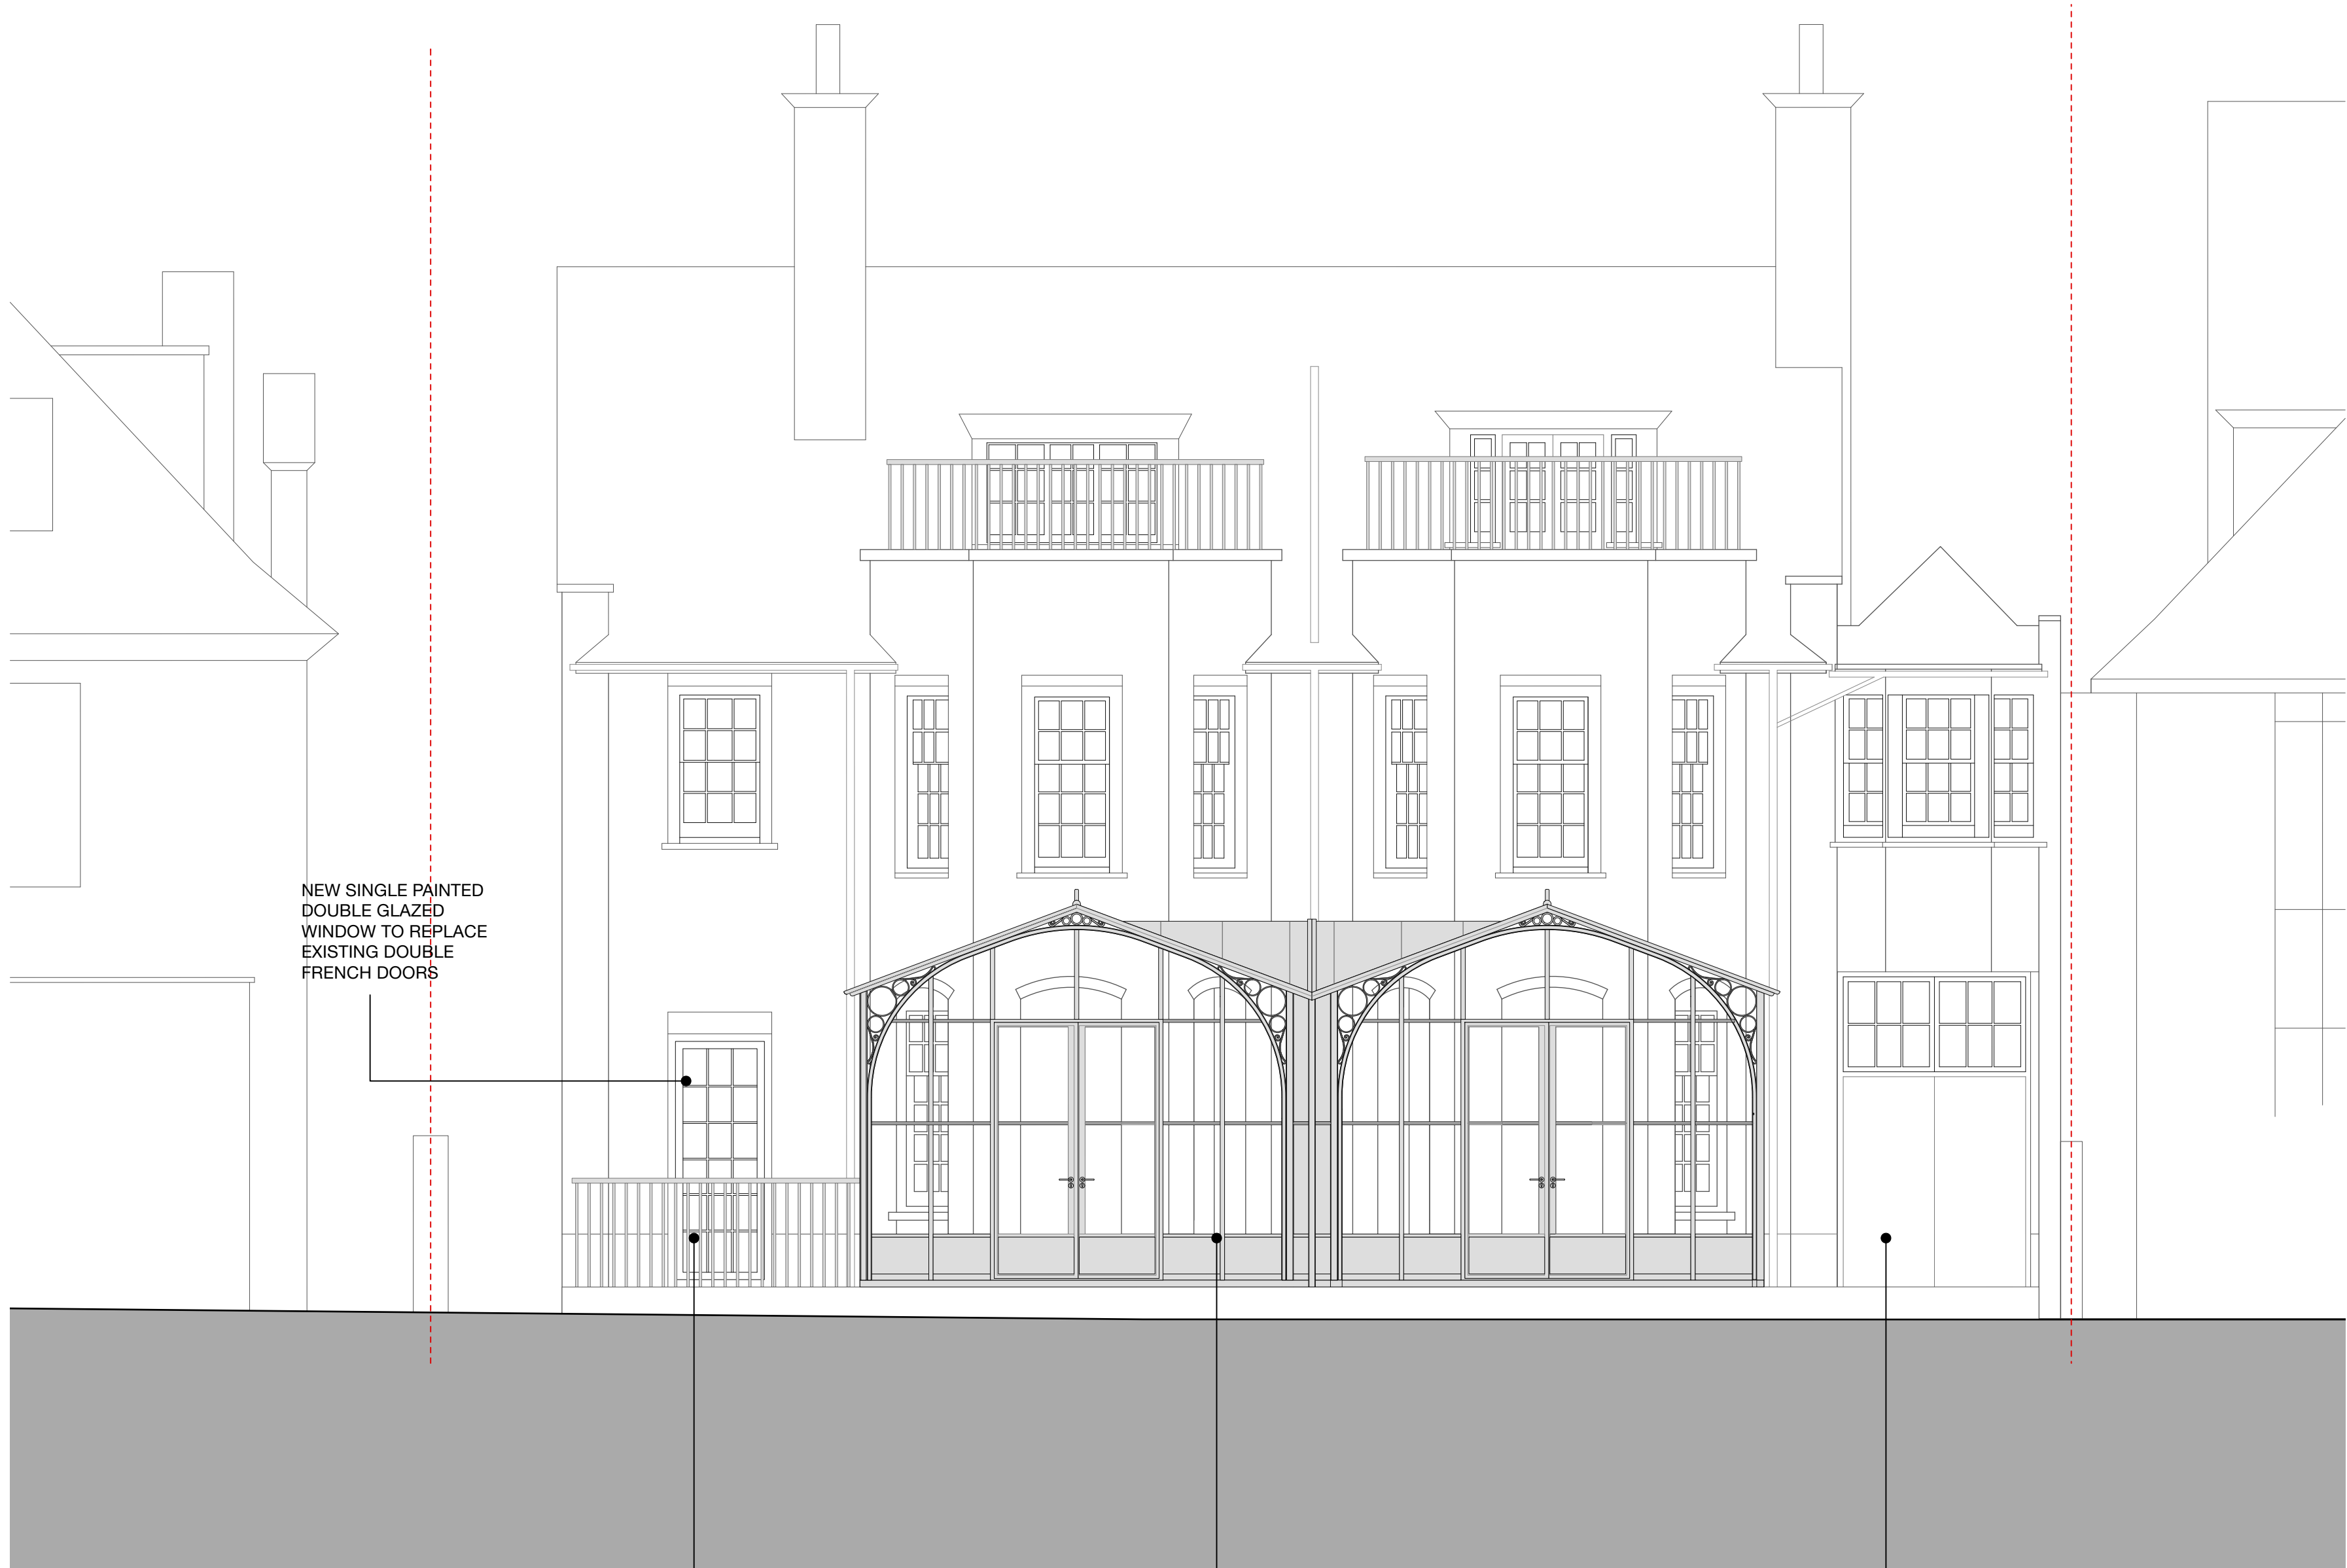 NEW SINGLE PAINTED
DOUBLE GLAZED
WINDOW TO REPLACE
EXISTING DOUBLE
FRENCH DOORS